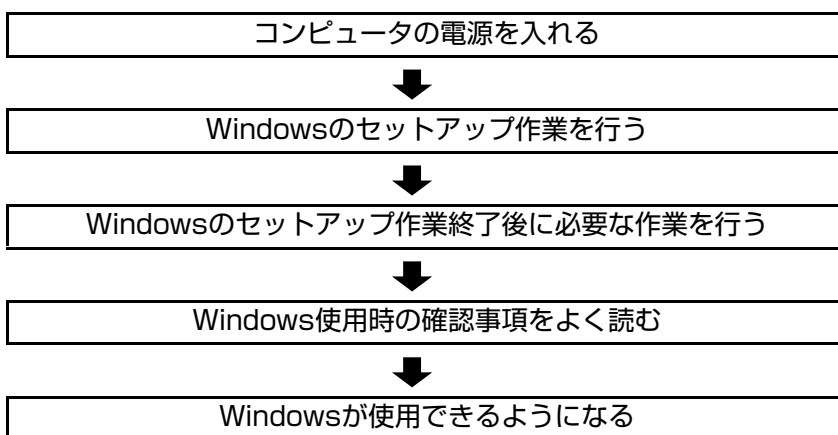 コンピュータの電源を入れる
Windowsのセットアップ作業を行う
Windowsのセットアップ作業終了後に必要な作業を行う
Windows使用時の確認事項をよく読む
Windowsが使用できるようになる